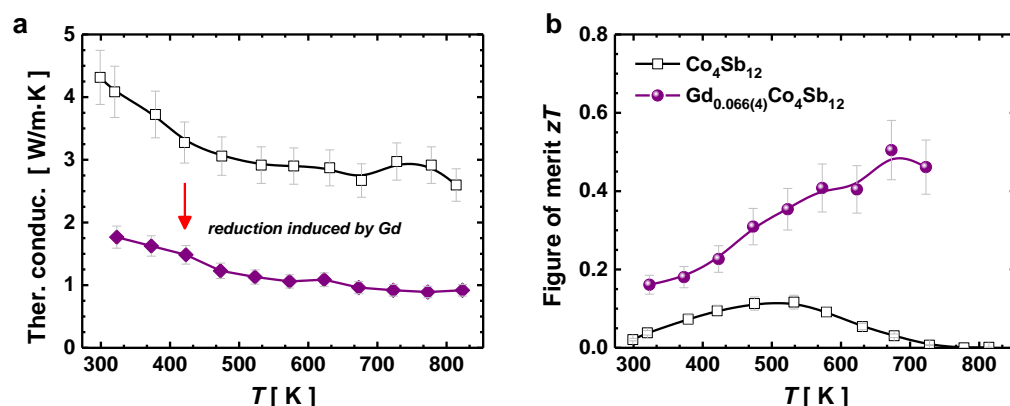 a
Ther. conduc. [ W/m·K ]
5
4
3
2
1
0
reduction induced by Gd
300 400 500 600 700 800
T [ K ]
b
Figure of merit zT
0.8
0.6
0.4
0.2
0.0
Co4Sb12
Gd0.066(4)Co4Sb12
300 400 500 600 700 800
T [ K ]